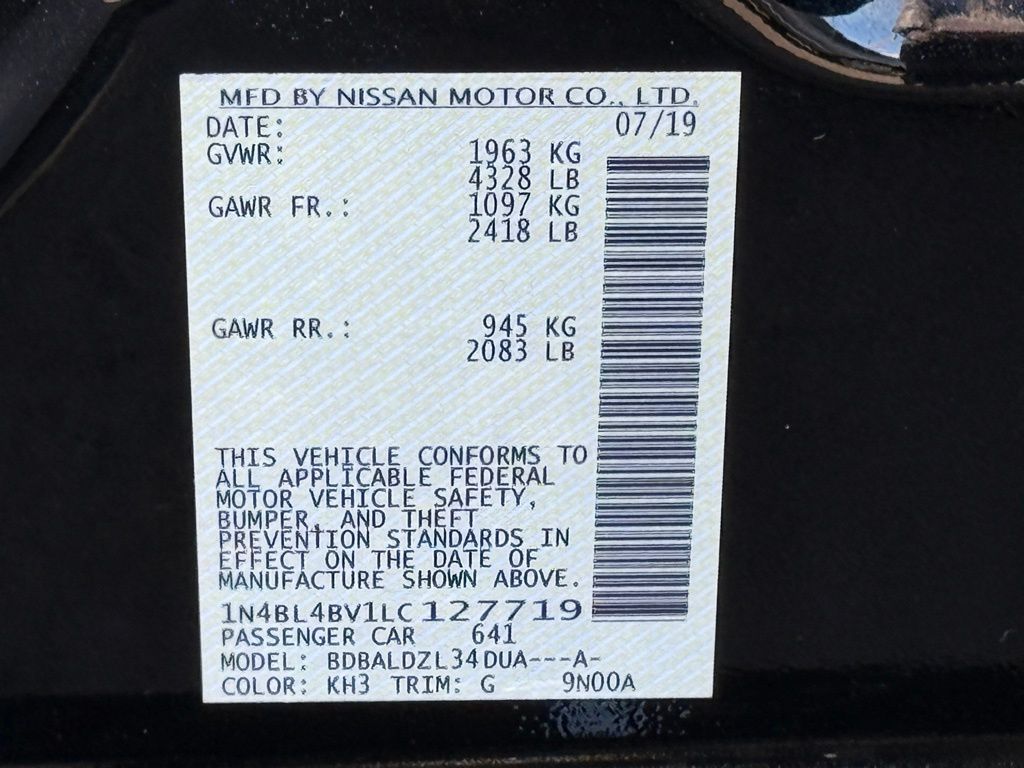 MFD BY NISSAN MOTOR CO., LTD.
DATE: 07/19
GVWR: 1963 KG
4328 LB
GAWR FR.: 1097 KG
2418 LB
GAWR RR.: 945 KG
2083 LB
THIS VEHICLE CONFORMS TO
ALL APPLICABLE FEDERAL
MOTOR VEHICLE SAFETY,
BUMPER, AND THEFT
PREVENTION STANDARDS IN
EFFECT ON THE DATE OF
MANUFACTURE SHOWN ABOVE.
1N4BL4BV1LC127719
PASSENGER CAR 641
MODEL: BDBALDZL34DUA---A-
COLOR: KH3 TRIM: G 9N00A